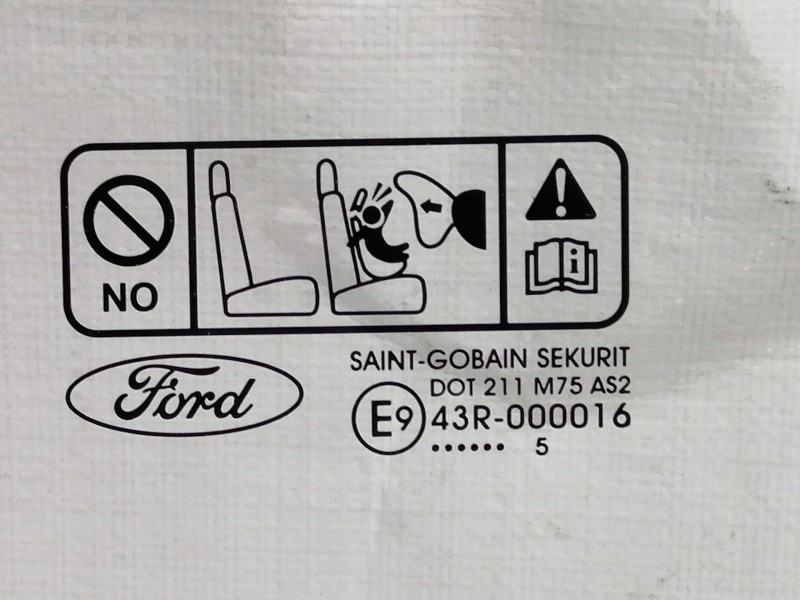 NO
Ford
SAINT-GOBAIN SEKURIT
DOT 211 M75 AS2
E9 43R-000016
...... 5